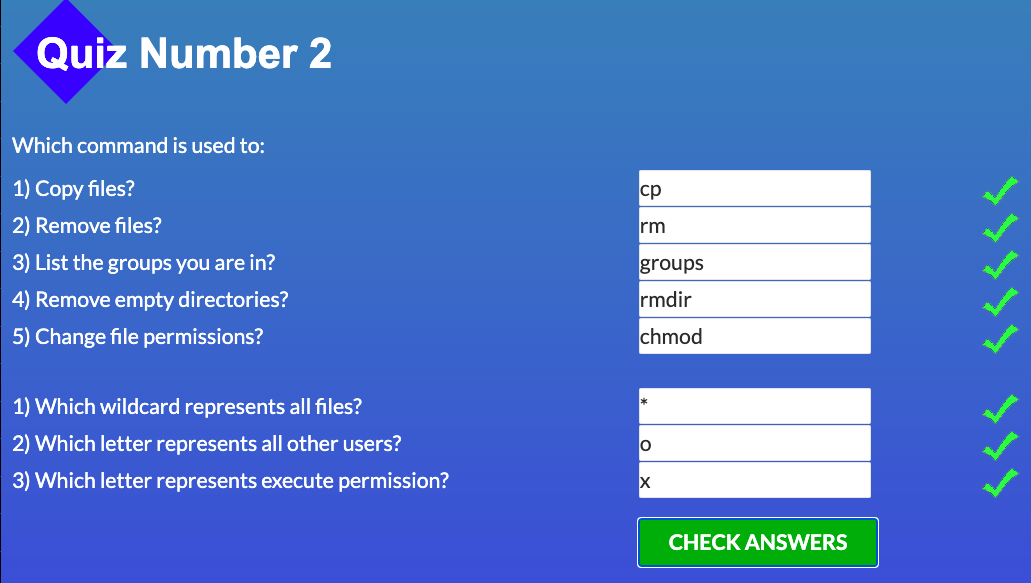 Quiz Number 2
Which command is used to:
1) Copy files? cp
2) Remove files? rm
3) List the groups you are in? groups
4) Remove empty directories? rmdir
5) Change file permissions? chmod
1) Which wildcard represents all files? *
2) Which letter represents all other users? o
3) Which letter represents execute permission? x
CHECK ANSWERS